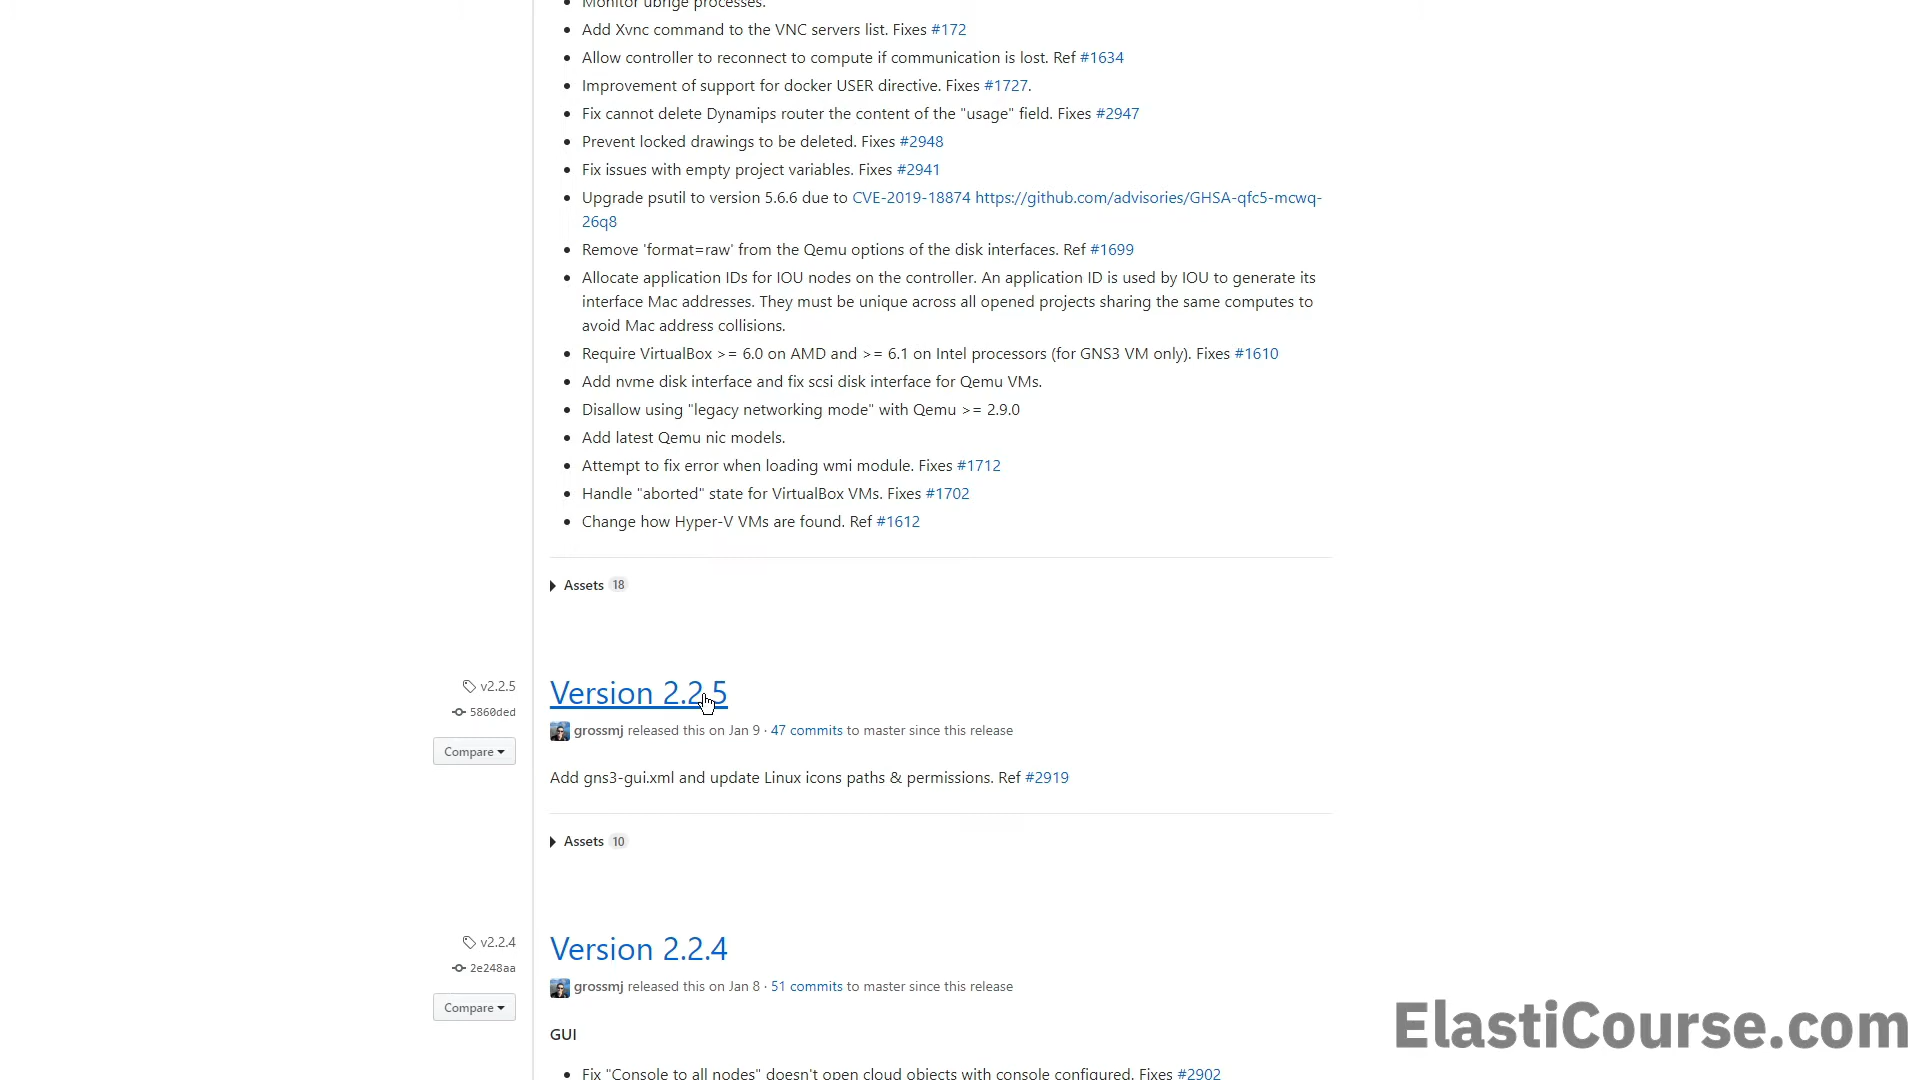 Monitor ubrige processes.
Add Xvnc command to the VNC servers list. Fixes #172
Allow controller to reconnect to compute if communication is lost. Ref #1634
Improvement of support for docker USER directive. Fixes #1727.
Fix cannot delete Dynamips router the content of the "usage" field. Fixes #2947
Prevent locked drawings to be deleted. Fixes #2948
Fix issues with empty project variables. Fixes #2941
Upgrade psutil to version 5.6.6 due to CVE-2019-18874 https://github.com/advisories/GHSA-qfc5-mcwq-
26q8
Remove 'format=raw' from the Qemu options of the disk interfaces. Ref #1699
Allocate application IDs for IOU nodes on the controller. An application ID is used by IOU to generate its
interface Mac addresses. They must be unique across all opened projects sharing the same computes to
avoid Mac address collisions.
Require VirtualBox >= 6.0 on AMD and >= 6.1 on Intel processors (for GNS3 VM only). Fixes #1610
Add nvme disk interface and fix scsi disk interface for Qemu VMs.
Disallow using "legacy networking mode" with Qemu >= 2.9.0
Add latest Qemu nic models.
Attempt to fix error when loading wmi module. Fixes #1712
Handle "aborted" state for VirtualBox VMs. Fixes #1702
Change how Hyper-V VMs are found. Ref #1612
Assets 18
v2.2.5
5860ded
Compare
Version 2.2.5
grossmj released this on Jan 9 · 47 commits to master since this release
Add gns3-gui.xml and update Linux icons paths & permissions. Ref #2919
Assets 10
v2.2.4
2e248aa
Compare
Version 2.2.4
grossmj released this on Jan 8 · 51 commits to master since this release
GUI
Fix "Console to all nodes" doesn't open cloud objects with console configured. Fixes #2902
ElastiCourse.com